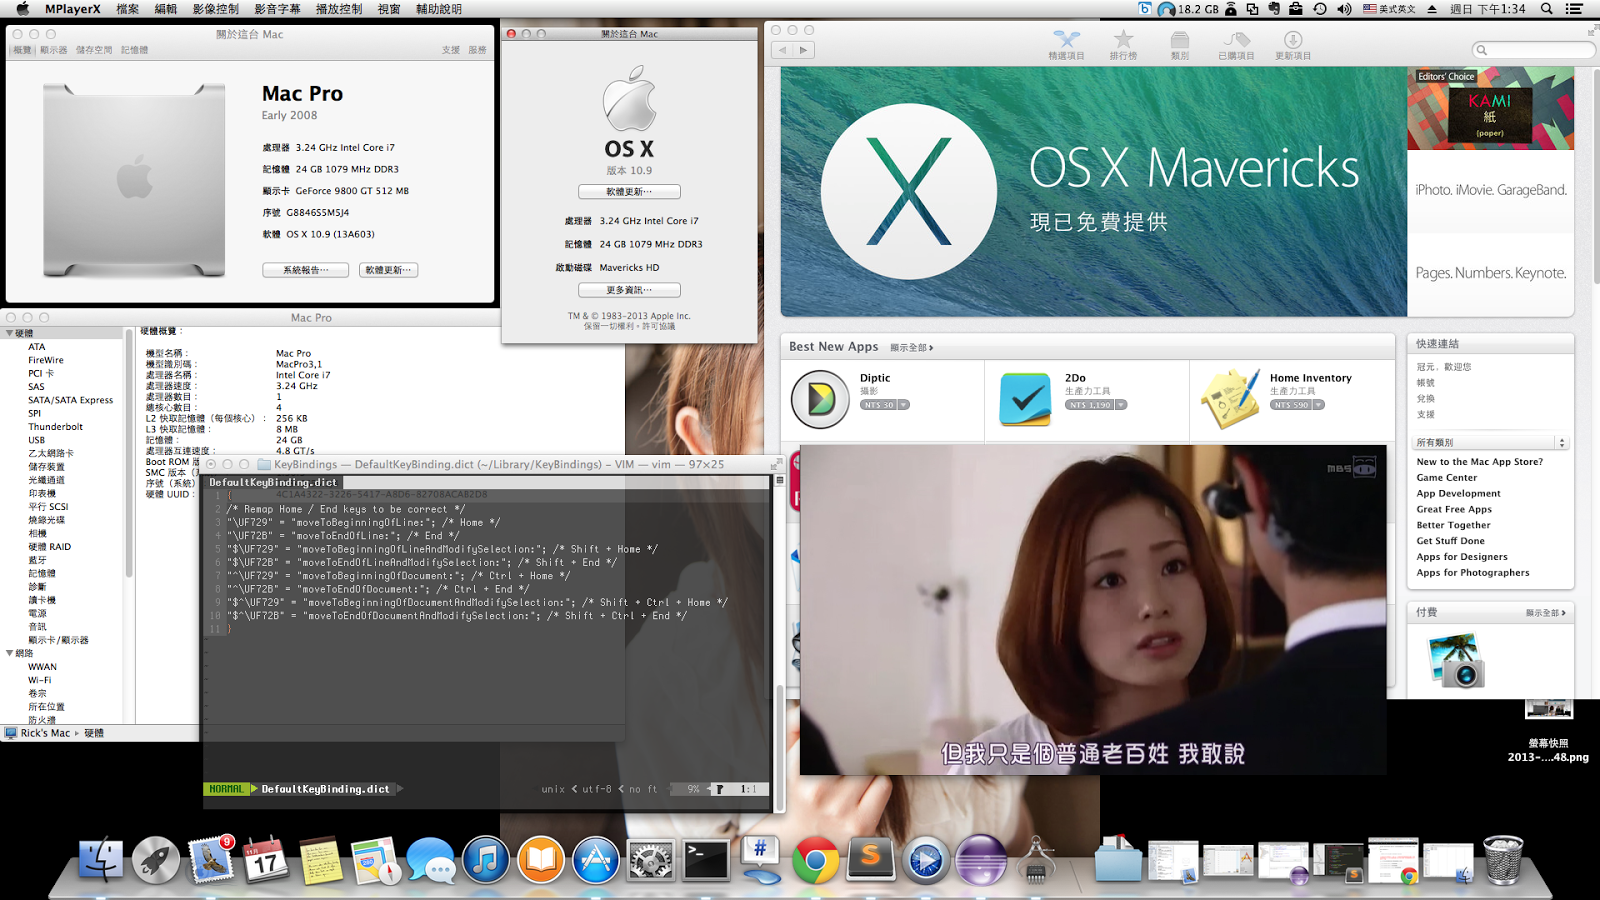 MPlayerX 檔案 編輯 影像控制 影音字幕 播放控制 視窗 輔助說明
18.2 GB 美式英文 週日 下午1:34
關於這台 Mac
概覽 顯示器 儲存空間 記憶體 支援 服務
Mac Pro
Early 2008
處理器 3.24 GHz Intel Core i7
記憶體 24 GB 1079 MHz DDR3
顯示卡 GeForce 9800 GT 512 MB
序號 G8846S5M5J4
軟體 OS X 10.9 (13A603)
系統報告⋯ 軟體更新⋯
關於這台 Mac
OS X
版本 10.9
軟體更新⋯
處理器 3.24 GHz Intel Core i7
記憶體 24 GB 1079 MHz DDR3
啟動磁碟 Mavericks HD
更多資訊⋯
TM & © 1983-2013 Apple Inc.
保留一切權利。許可協議
精選項目 排行榜 類別 已購項目 更新項目
OS X Mavericks
現已免費提供
Editors' Choice
KAMI
紙
(paper)
iPhoto. iMovie. GarageBand.
Pages. Numbers. Keynote.
Best New Apps 顯示全部
Diptic
攝影
NT$ 30
2Do
生產力工具
NT$ 1,190
Home Inventory
生產力工具
NT$ 590
快速連結
冠元，歡迎您
帳號
兌換
支援
所有類別
New to the Mac App Store?
Game Center
App Development
Great Free Apps
Better Together
Get Stuff Done
Apps for Designers
Apps for Photographers
付費 顯示全部
Mac Pro
硬體
ATA
FireWire
PCI 卡
SAS
SATA/SATA Express
SPI
Thunderbolt
USB
乙太網路卡
儲存裝置
光纖通道
印表機
平行 SCSI
燒錄光碟
相機
硬體 RAID
藍牙
記憶體
診斷
讀卡機
電源
音訊
顯示卡/顯示器
網路
WWAN
Wi-Fi
卷宗
所在位置
防火牆
Rick's Mac 硬體
硬體概覽：
機型名稱： Mac Pro
機型識別碼： MacPro3,1
處理器名稱： Intel Core i7
處理器速度： 3.24 GHz
處理器數目： 1
總核心數目： 4
L2 快取記憶體（每個核心）： 256 KB
L3 快取記憶體： 8 MB
記憶體： 24 GB
處理器互連速度： 4.8 GT/s
Boot ROM
SMC 版本
序號（系統）
硬體 UUID： 4C1A4322-3226-5417-A8D6-82708ACA82D8
KeyBindings — DefaultKeyBinding.dict (~/Library/KeyBindings) – VIM — vim — 97×25
DefaultKeyBinding.dict
1 {
2 /* Remap Home / End keys to be correct */
3 "\UF729" = "moveToBeginningOfLine:"; /* Home */
4 "\UF72B" = "moveToEndOfLine:"; /* End */
5 "$\UF729" = "moveToBeginningOfLineAndModifySelection:"; /* Shift + Home */
6 "$\UF72B" = "moveToEndOfLineAndModifySelection:"; /* Shift + End */
7 "^\UF729" = "moveToBeginningOfDocument:"; /* Ctrl + Home */
8 "^\UF72B" = "moveToEndOfDocument:"; /* Ctrl + End */
9 "$^\UF729" = "moveToBeginningOfDocumentAndModifySelection:"; /* Shift + Ctrl + Home */
10 "$^\UF72B" = "moveToEndOfDocumentAndModifySelection:"; /* Shift + Ctrl + End */
11 }
NORMAL DefaultKeyBinding.dict unix < utf-8 < no ft 9% 1:1
MBS
但我只是個普通老百姓 我敢說
螢幕快照
2013-....48.png
9
11月
17